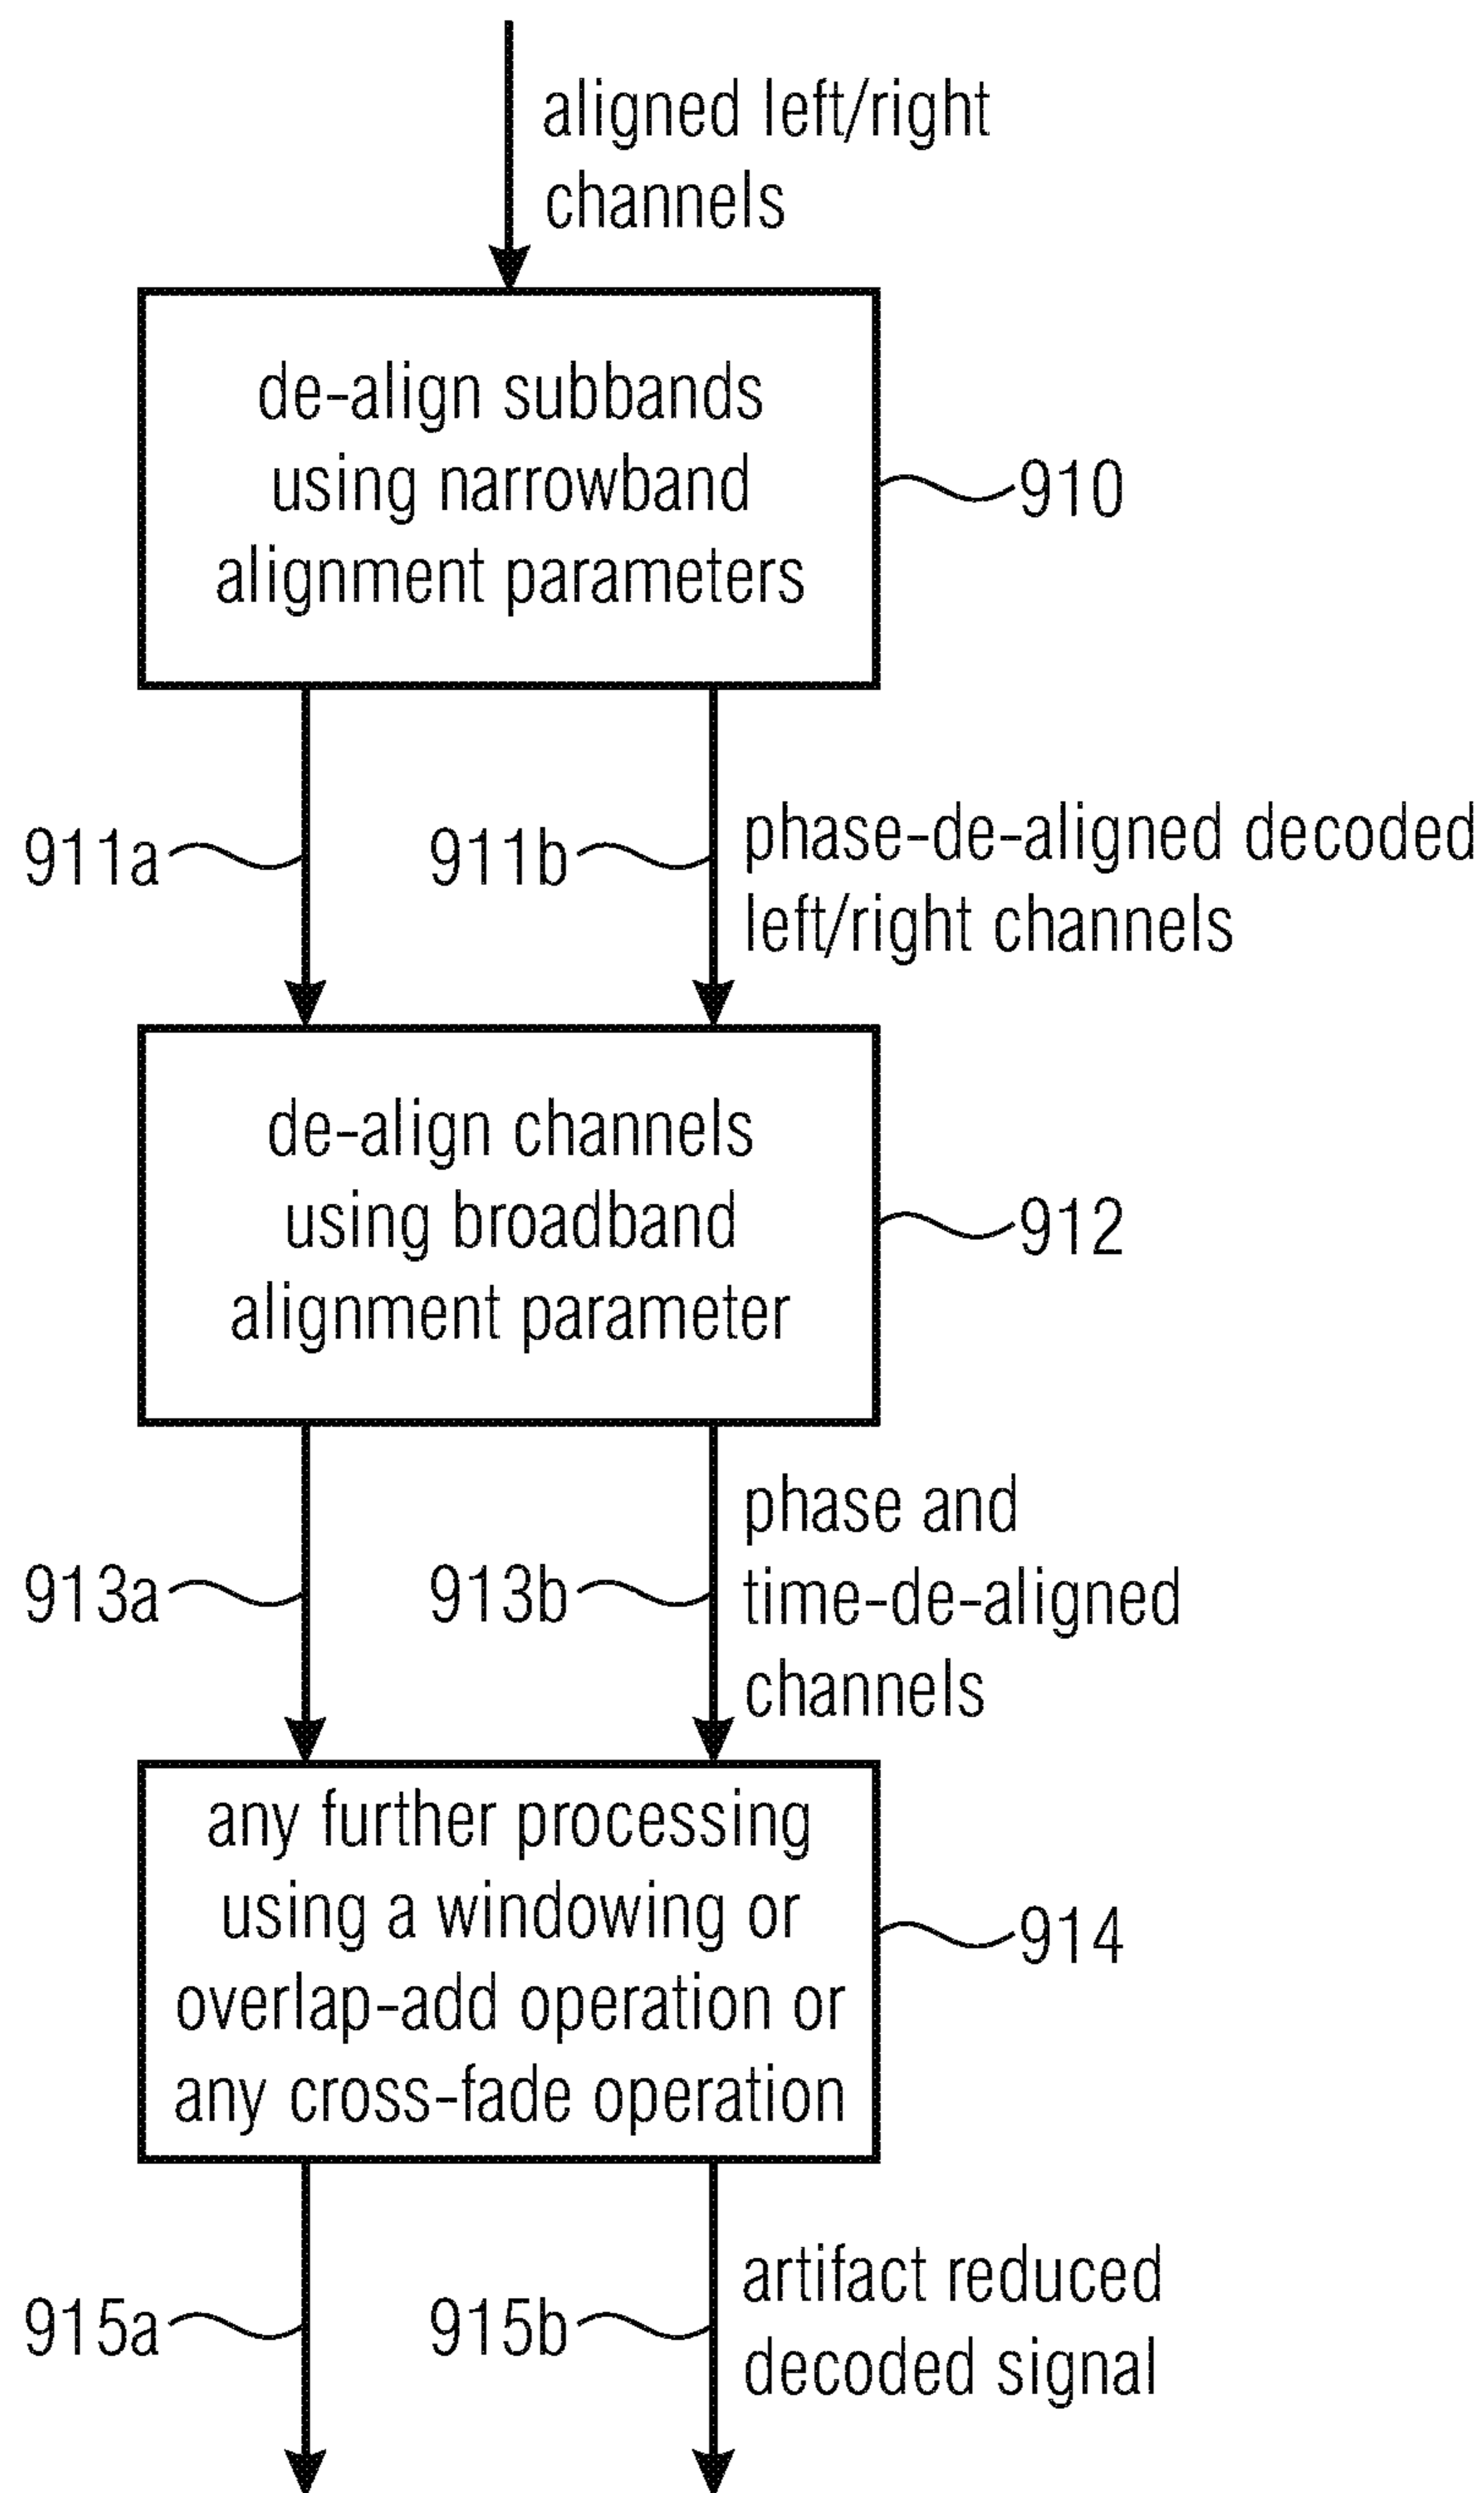 aligned left/right
channels
de-align subbands
using narrowband
alignment parameters
910
911a
911b
phase-de-aligned decoded
left/right channels
de-align channels
using broadband
alignment parameter
912
913a
913b
phase and
time-de-aligned
channels
any further processing
using a windowing or
overlap-add operation or
any cross-fade operation
914
915a
915b
artifact reduced
decoded signal